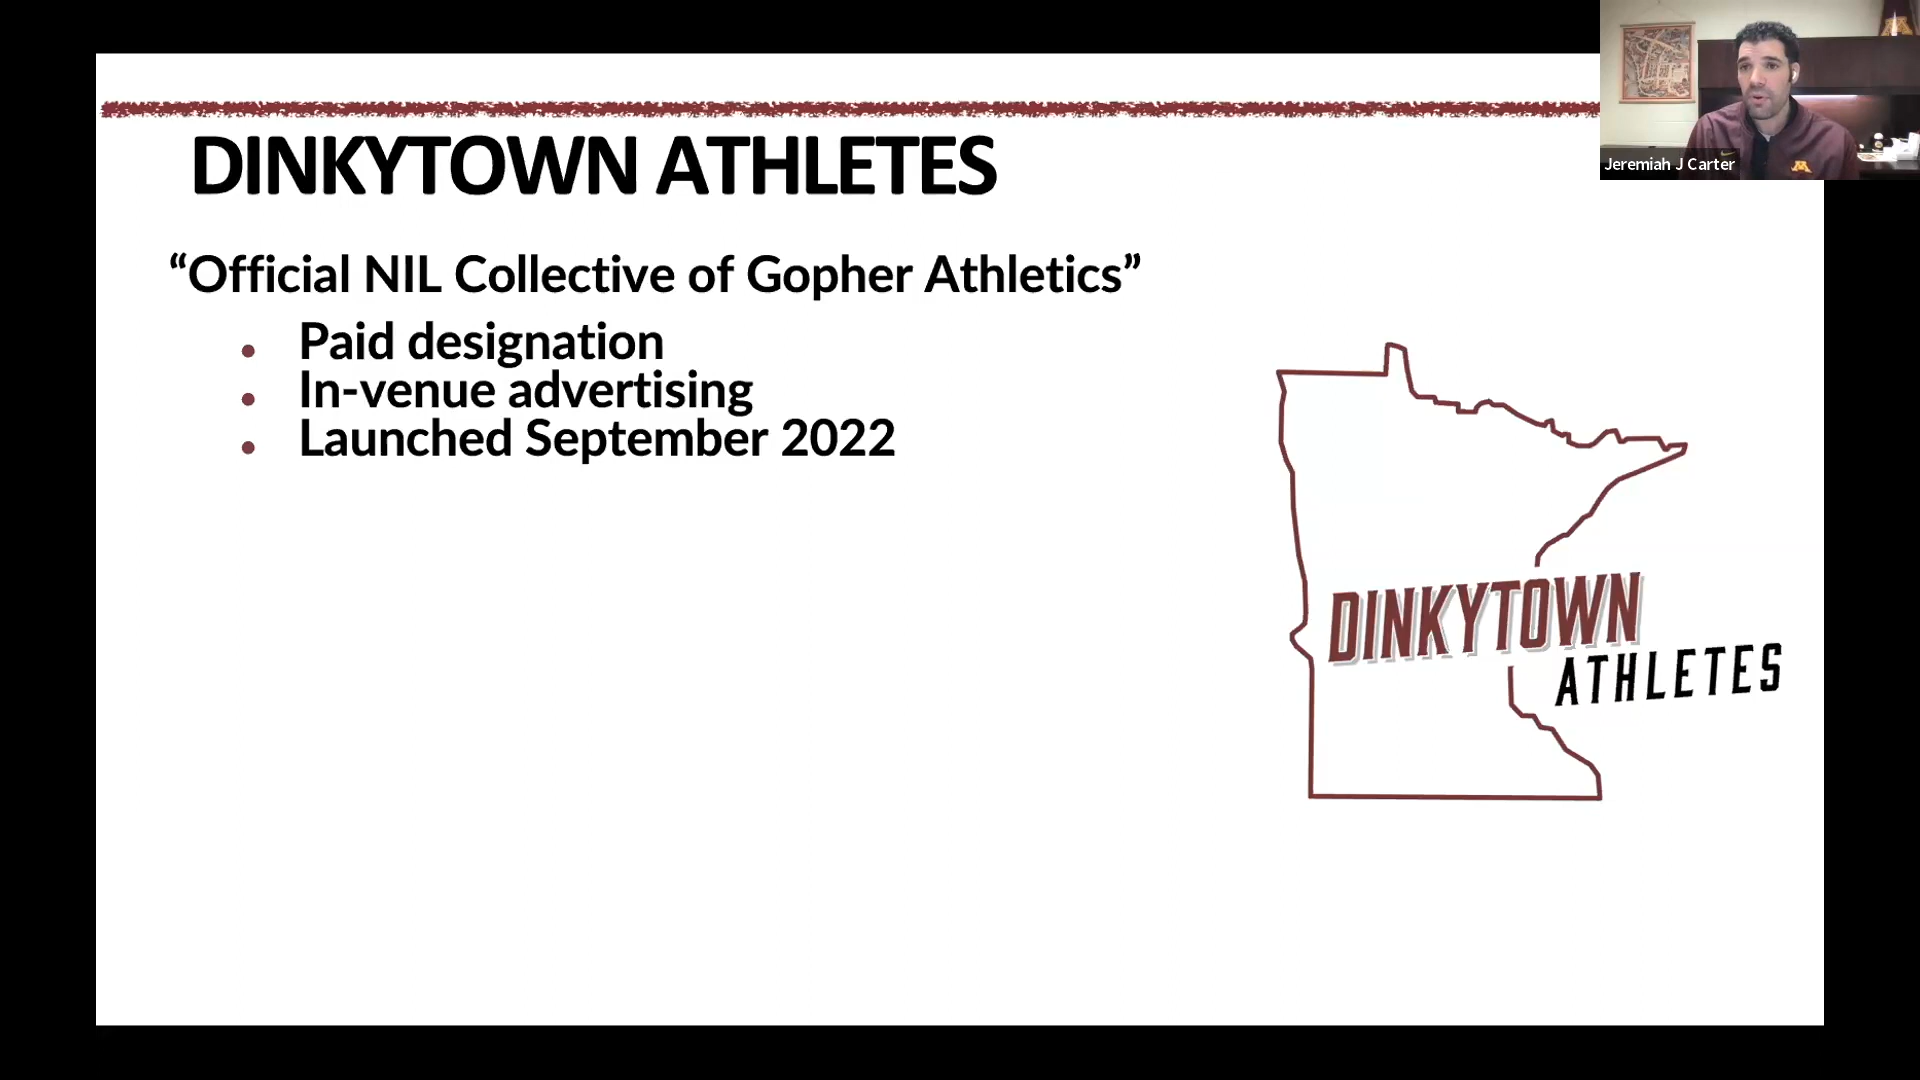 DINKYTOWN ATHLETES
“Official NIL Collective of Gopher Athletics”
• Paid designation
• In-venue advertising
• Launched September 2022
DINKYTOWN
ATHLETES
Jeremiah J Carter
M